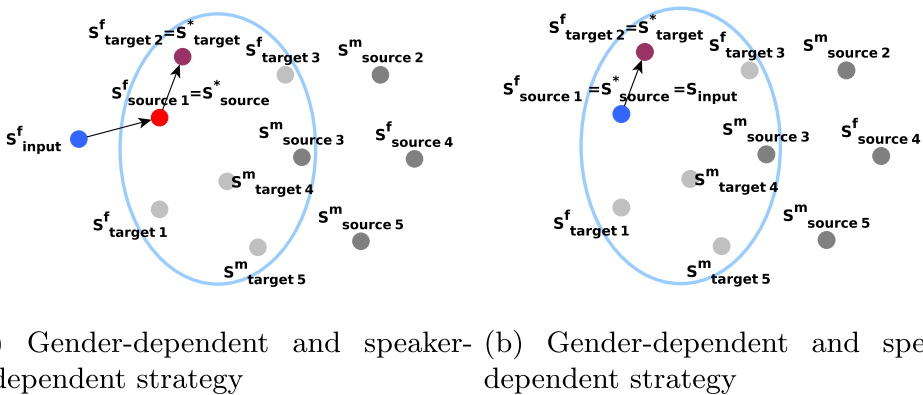 S^f_target 2=S^*_target
S^f_target 3
S^m_source 2
S^f_source 1=S^*_source
S^f_input
S^m_source 3
S^f_source 4
S^m_target 4
S^f_target 1
S^m_source 5
S^m_target 5
) Gender-dependent and speaker-
dependent strategy
S^f_target 2=S^*_target
S^f_target 3
S^m_source 2
S^f_source 1 =S^*_source =S_input
S^m_source 3
S^f_source 4
S^m_target 4
S^f_target 1
S^m_source 5
S^m_target 5
(b) Gender-dependent and spe
dependent strategy